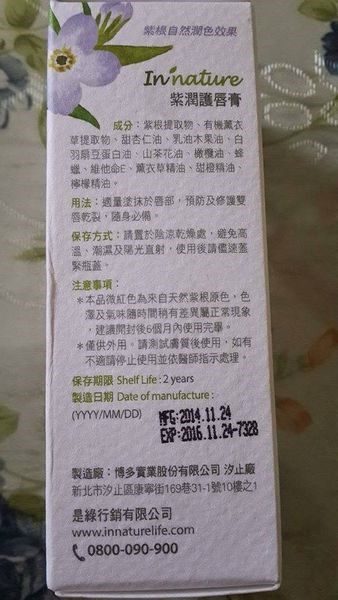 紫根自然潤色效果
In'nature
紫潤護唇膏
成分：紫根提取物、有機薰衣
草提取物、甜杏仁油、乳油木果油、白
羽扇豆蛋白油、山茶花油、橄欖油、蜂
蠟、維他命E、薰衣草精油、甜橙精油、
檸檬精油。
用法：適量塗抹於唇部，預防及修護雙
唇乾裂，隨身必備。
保存方式：請置於陰涼乾燥處，避免高
溫、潮濕及陽光直射，使用後請儘速蓋
緊瓶蓋。
注意事項：
*本品微紅色為來自天然紫根原色，色
澤及氣味隨時間稍有差異屬正常現象
，建議開封後6個月內使用完畢。
*僅供外用。請測試膚質後使用，如有
不適請停止使用並依醫師指示處理。
保存期限 Shelf Life : 2 years
製造日期 Date of manufacture :
(YYYY/MM/DD)
MFG:2014.11.24
EXP:2016.11.24-7328
製造廠：博多實業股份有限公司 汐止廠
新北市汐止區康寧街169巷31-1號10樓之1
是綠行銷有限公司
www.innaturelife.com
0800-090-900